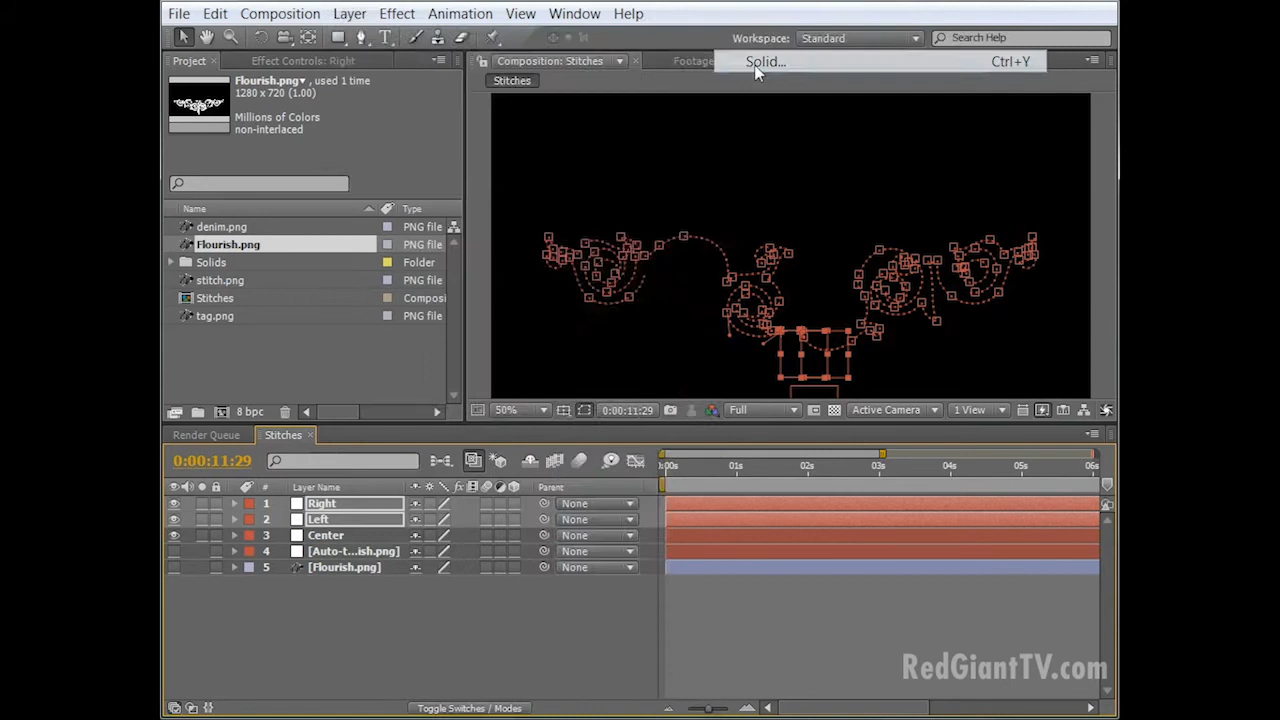 File Edit Composition Layer Effect Animation View Window Help
Workspace: Standard Search Help
Project Effect Controls: Right Composition: Stitches Footage Solid... Ctrl+Y
Flourish.png, used 1 time
1280 x 720 (1.00)
Stitches
Millions of Colors
non-interlaced
Name Type
denim.png PNG file
Flourish.png PNG file
Solids Folder
stitch.png PNG file
Stitches Composi
tag.png PNG file
8 bpc 50% 0:00:11:29 Full Active Camera 1 View
Render Queue Stitches
0:00:11:29 :00s 01s 02s 03s 04s 05s 06s
# Layer Name fx Parent
1 Right None
2 Left None
3 Center None
4 [Auto-t...ish.png] None
5 [Flourish.png] None
RedGiantTV.com
Toggle Switches / Modes